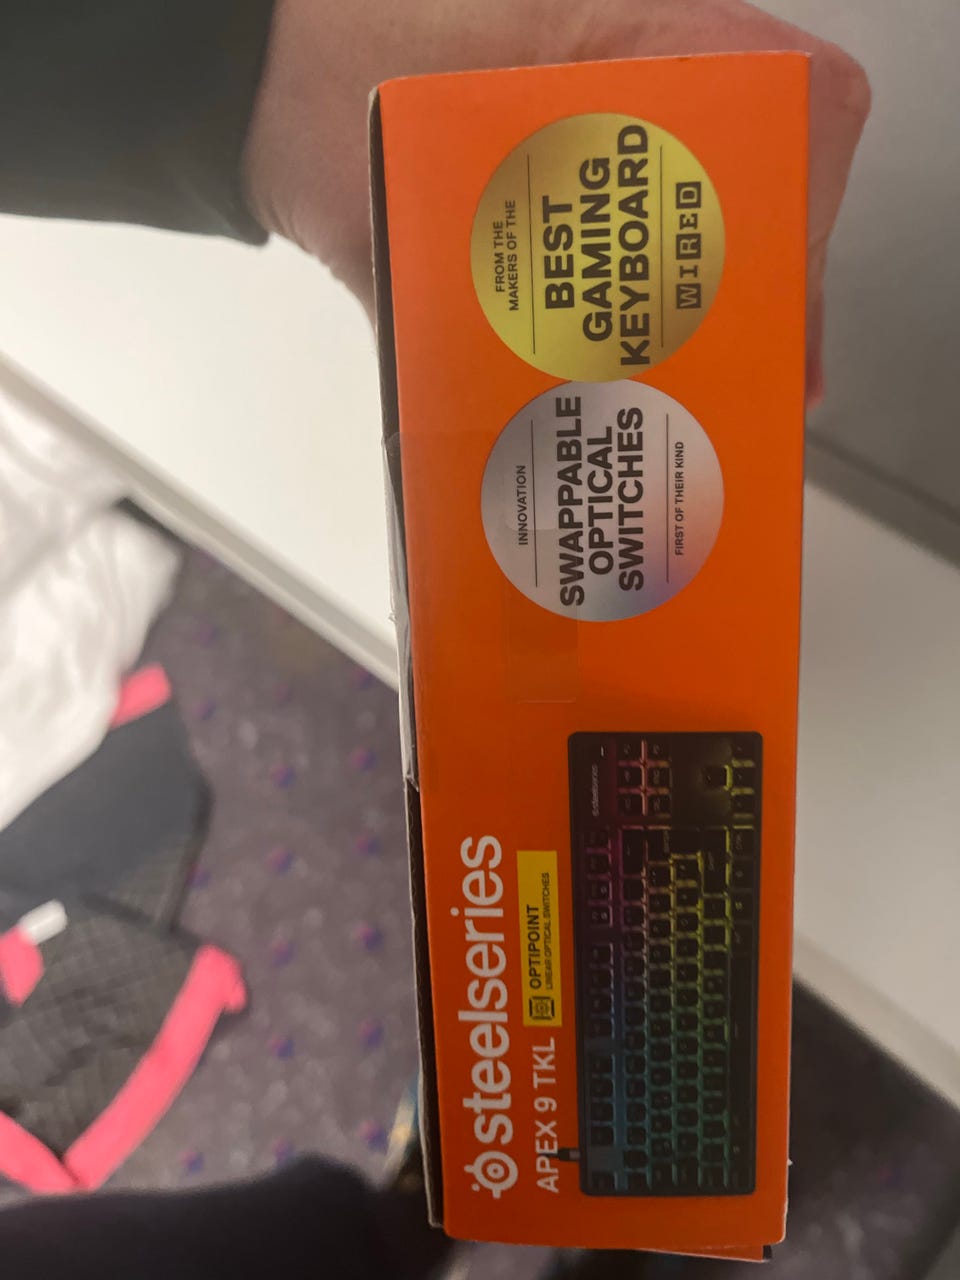 steelseries
APEX 9 TKL
OPTIPOINT
LINEAR OPTICAL SWITCHES
steelseries
INNOVATION
SWAPPABLE
OPTICAL
SWITCHES
FIRST OF THEIR KIND
FROM THE
MAKERS OF THE
BEST
GAMING
KEYBOARD
WIRED